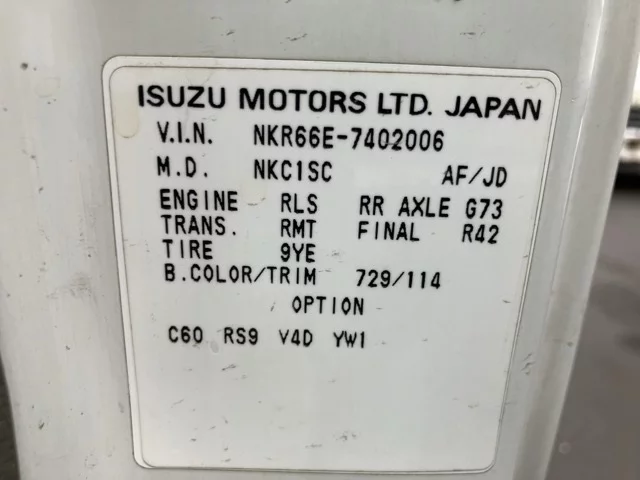 ISUZU MOTORS LTD. JAPAN
V.I.N. NKR66E-7402006
M.D. NKC1SC AF/JD
ENGINE RLS RR AXLE G73
TRANS. RMT FINAL R42
TIRE 9YE
B.COLOR/TRIM 729/114
OPTION
C60 RS9 V4D YW1